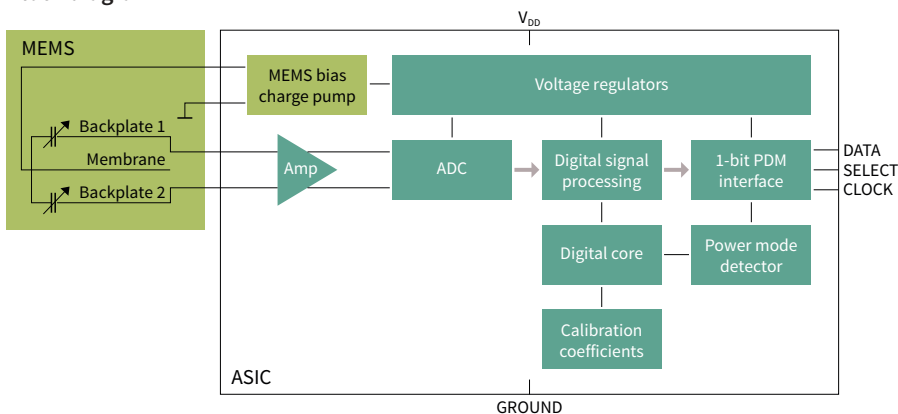 V_DD
MEMS
MEMS bias
charge pump
Voltage regulators
Backplate 1
Membrane
Backplate 2
Amp
ADC
Digital signal
processing
1-bit PDM
interface
DATA
SELECT
CLOCK
Digital core
Power mode
detector
Calibration
coefficients
ASIC
GROUND